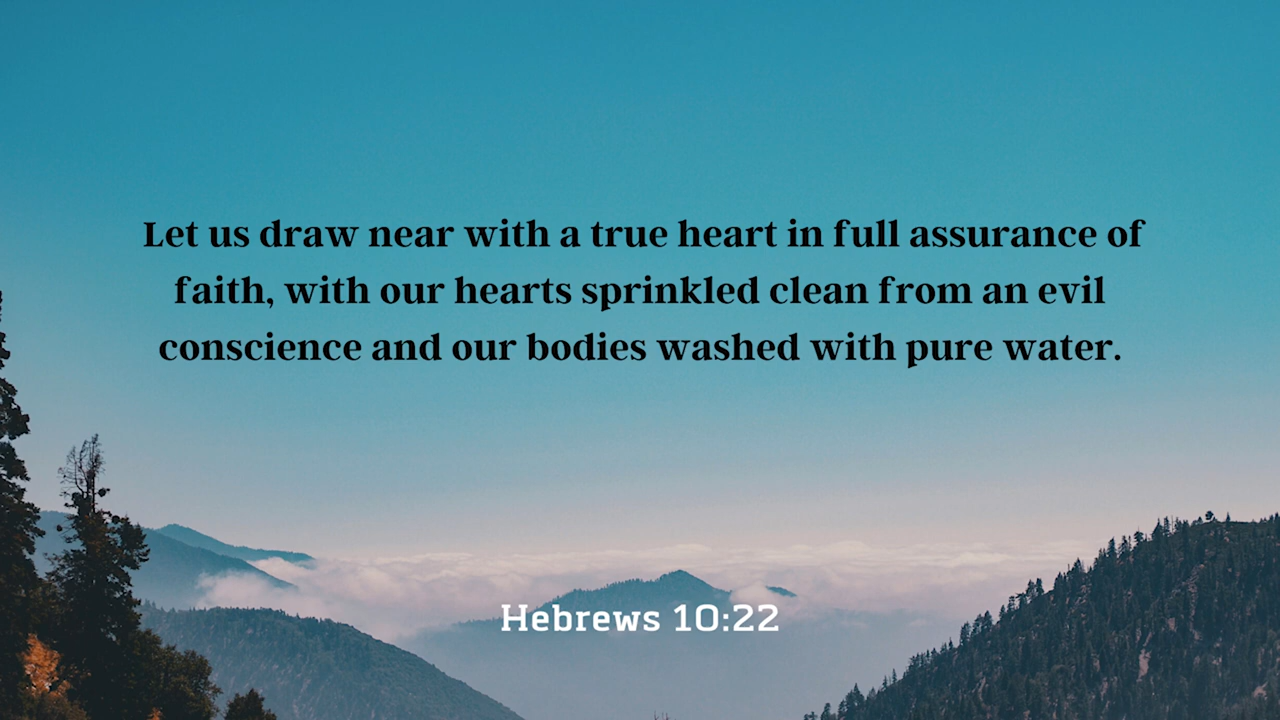 Let us draw near with a true heart in full assurance of
faith, with our hearts sprinkled clean from an evil
conscience and our bodies washed with pure water.
Hebrews 10:22